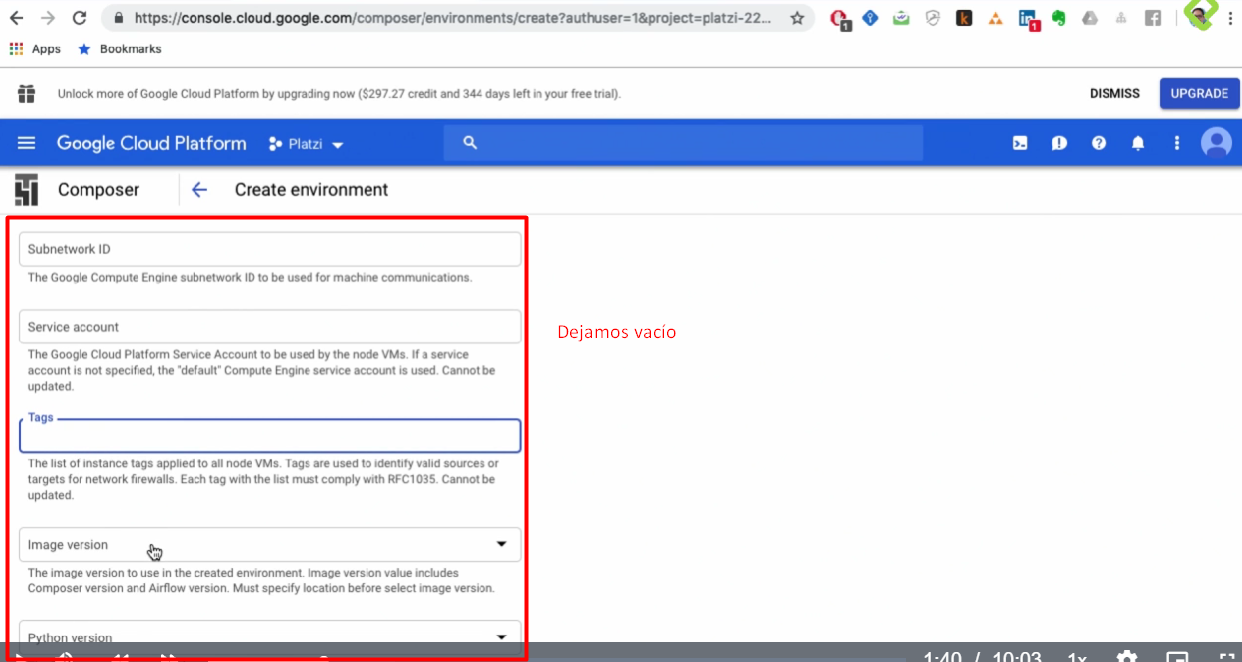 https://console.cloud.google.com/composer/environments/create?authuser=1&project=platzi-22...
1
1
Apps
Bookmarks
Unlock more of Google Cloud Platform by upgrading now ($297.27 credit and 344 days left in your free trial).
DISMISS
UPGRADE
Google Cloud Platform
Platzi
Composer
Create environment
Subnetwork ID
The Google Compute Engine subnetwork ID to be used for machine communications.
Service account
Dejamos vacío
The Google Cloud Platform Service Account to be used by the node VMs. If a service
account is not specified, the "default" Compute Engine service account is used. Cannot be
updated.
Tags
The list of instance tags applied to all node VMs. Tags are used to identify valid sources or
targets for network firewalls. Each tag with the list must comply with RFC1035. Cannot be
updated.
Image version
The image version to use in the created environment. Image version value includes
Composer version and Airflow version. Must specify location before select image version.
Python version
1:40 / 10:03 1x